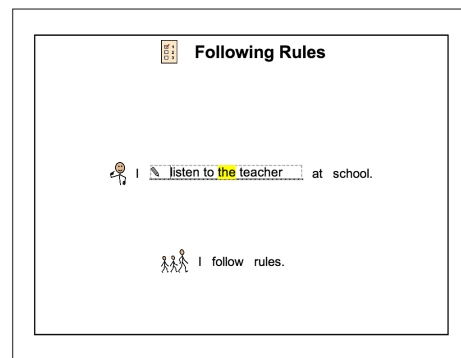 Following Rules
I listen to the teacher at school.
I follow rules.